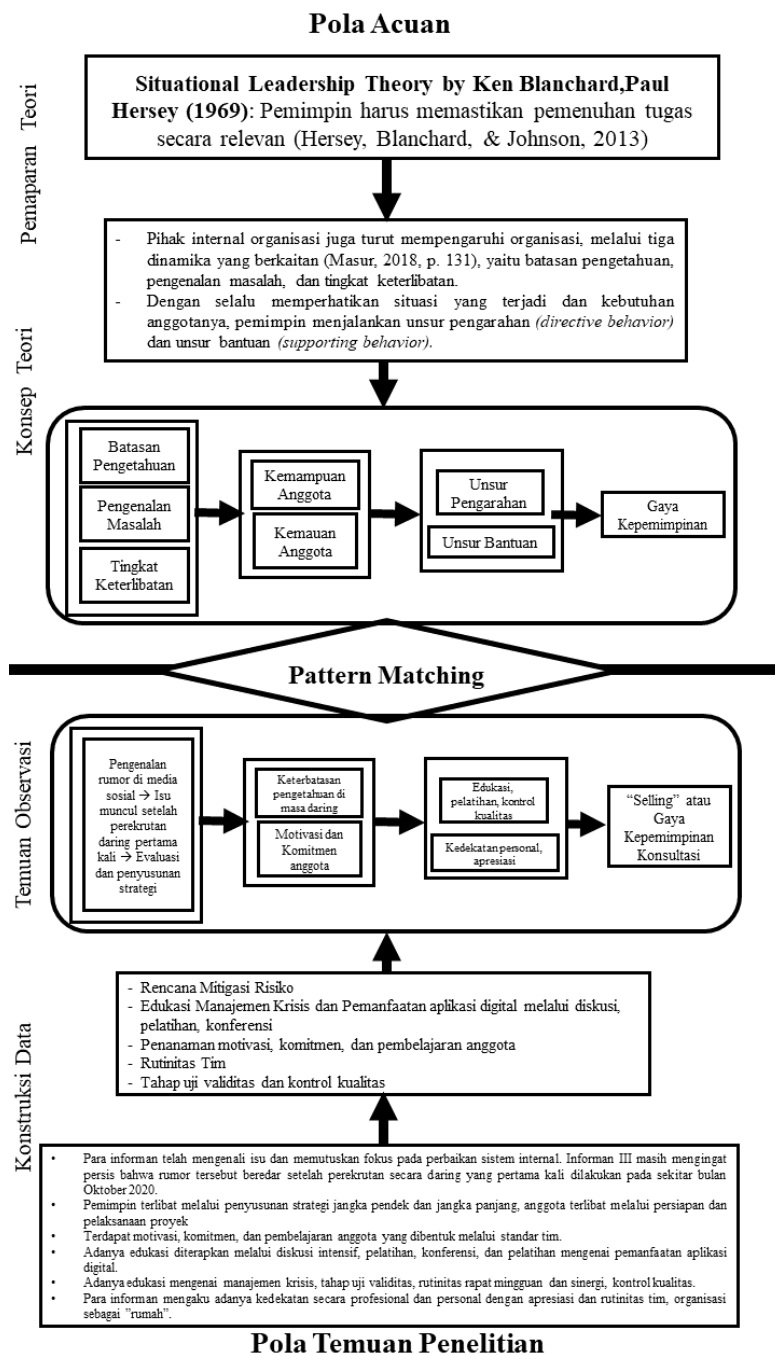 Pola Acuan
Pemaparan Teori
Situational Leadership Theory by Ken Blanchard,Paul
Hersey (1969): Pemimpin harus memastikan pemenuhan tugas
secara relevan (Hersey, Blanchard, & Johnson, 2013)
Konsep Teori
- Pihak internal organisasi juga turut mempengaruhi organisasi, melalui tiga
dinamika yang berkaitan (Masur, 2018, p. 131), yaitu batasan pengetahuan,
pengenalan masalah, dan tingkat keterlibatan.
- Dengan selalu memperhatikan situasi yang terjadi dan kebutuhan
anggotanya, pemimpin menjalankan unsur pengarahan (directive behavior)
dan unsur bantuan (supporting behavior).
Batasan
Pengetahuan
Pengenalan
Masalah
Tingkat
Keterlibatan
Kemampuan
Anggota
Kemauan
Anggota
Unsur
Pengarahan
Unsur Bantuan
Gaya
Kepemimpinan
Pattern Matching
Temuan Observasi
Pengenalan
rumor di media
sosial → Isu
muncul setelah
perekrutan
daring pertama
kali → Evaluasi
dan penyusunan
strategi
Keterbatasan
pengetahuan di
masa daring
Motivasi dan
Komitmen
anggota
Edukasi,
pelatihan, kontrol
kualitas
Kedekatan personal,
apresiasi
“Selling” atau
Gaya
Kepemimpinan
Konsultasi
Konstruksi Data
- Rencana Mitigasi Risiko
- Edukasi Manajemen Krisis dan Pemanfaatan aplikasi digital melalui diskusi,
pelatihan, konferensi
- Penanaman motivasi, komitmen, dan pembelajaran anggota
- Rutinitas Tim
- Tahap uji validitas dan kontrol kualitas
• Para informan telah mengenali isu dan memutuskan fokus pada perbaikan sistem internal. Informan III masih mengingat
persis bahwa rumor tersebut beredar setelah perekrutan secara daring yang pertama kali dilakukan pada sekitar bulan
Oktober 2020.
• Pemimpin terlibat melalui penyusunan strategi jangka pendek dan jangka panjang, anggota terlibat melalui persiapan dan
pelaksanaan proyek
• Terdapat motivasi, komitmen, dan pembelajaran anggota yang dibentuk melalui standar tim.
• Adanya edukasi diterapkan melalui diskusi intensif, pelatihan, konferensi, dan pelatihan mengenai pemanfaatan aplikasi
digital.
• Adanya edukasi mengenai manajemen krisis, tahap uji validitas, rutinitas rapat mingguan dan sinergi, kontrol kualitas.
• Para informan mengaku adanya kedekatan secara profesional dan personal dengan apresiasi dan rutinitas tim, organisasi
sebagai ”rumah”.
Pola Temuan Penelitian